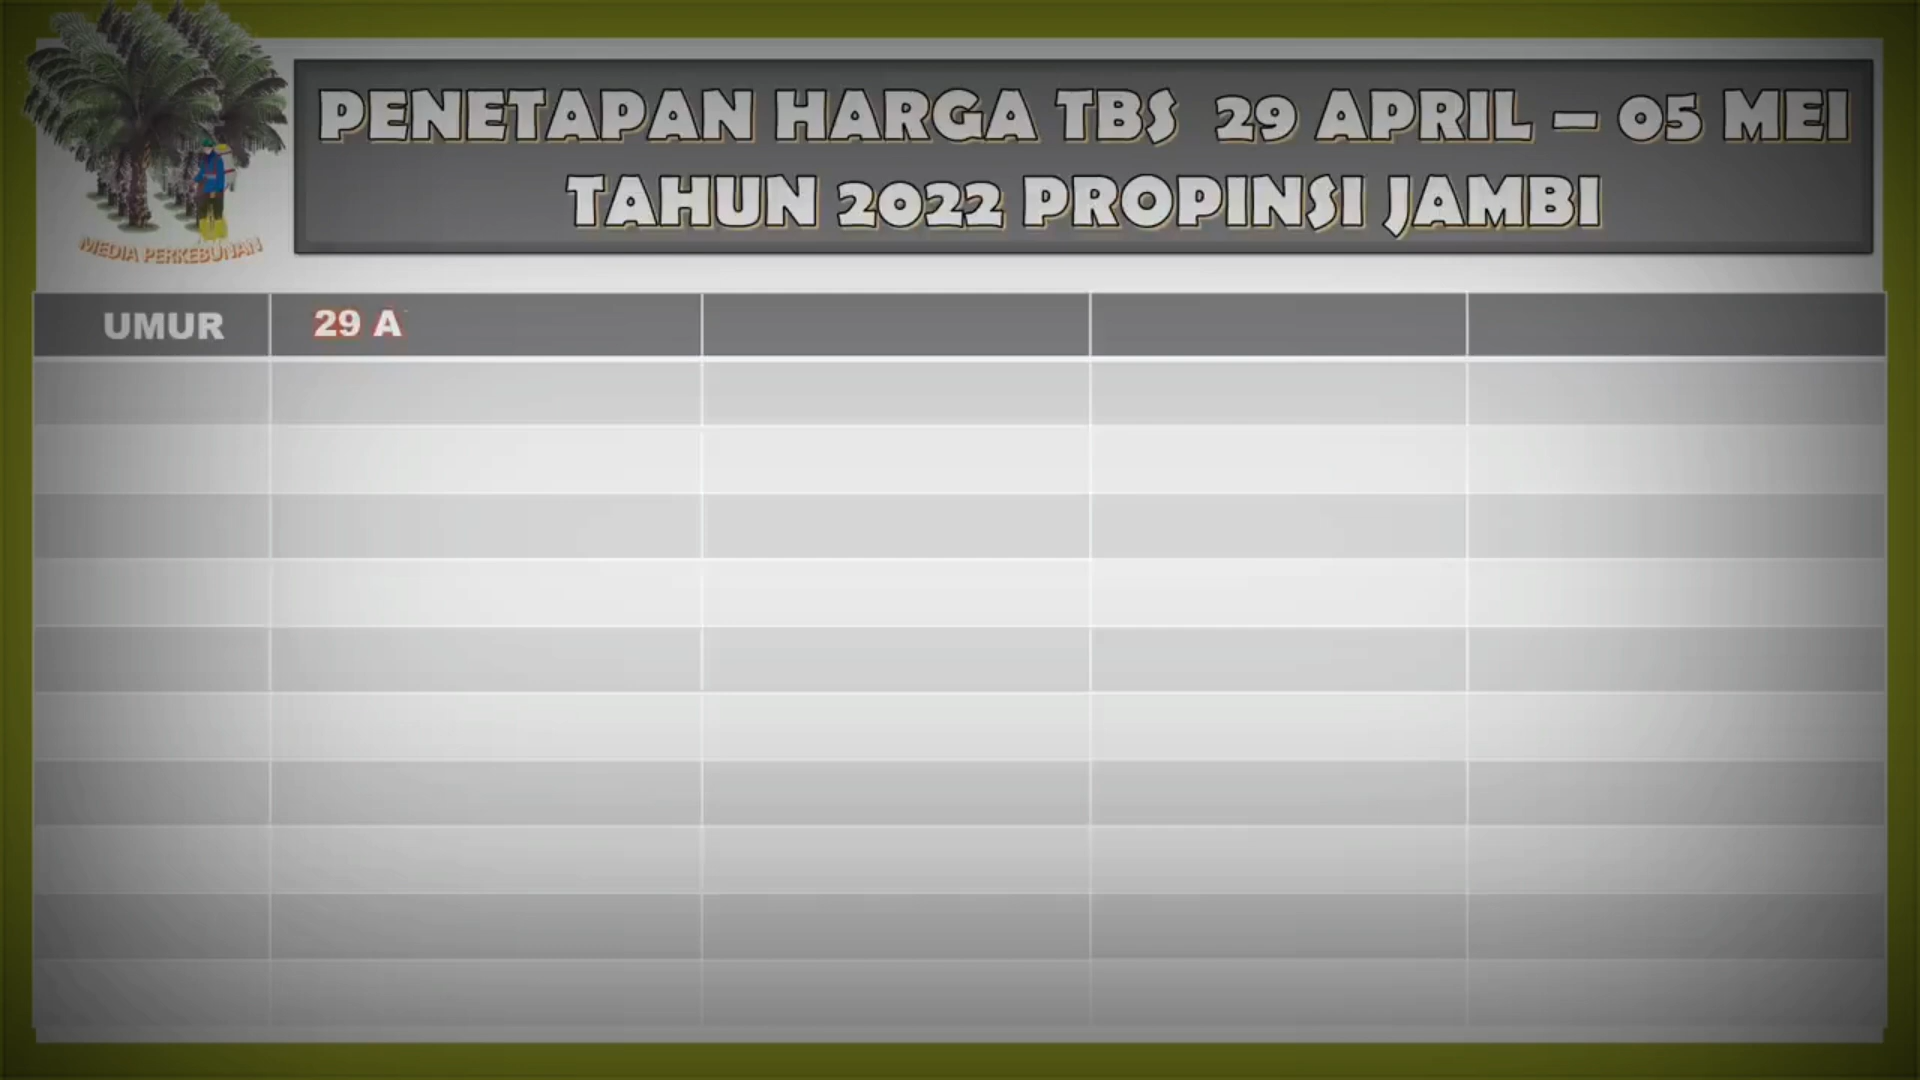 PENETAPAN HARGA TBS 29 APRIL – 05 MEI
TAHUN 2022 PROPINSI JAMBI
MEDIA PERKEBUNAN
UMUR 29 A